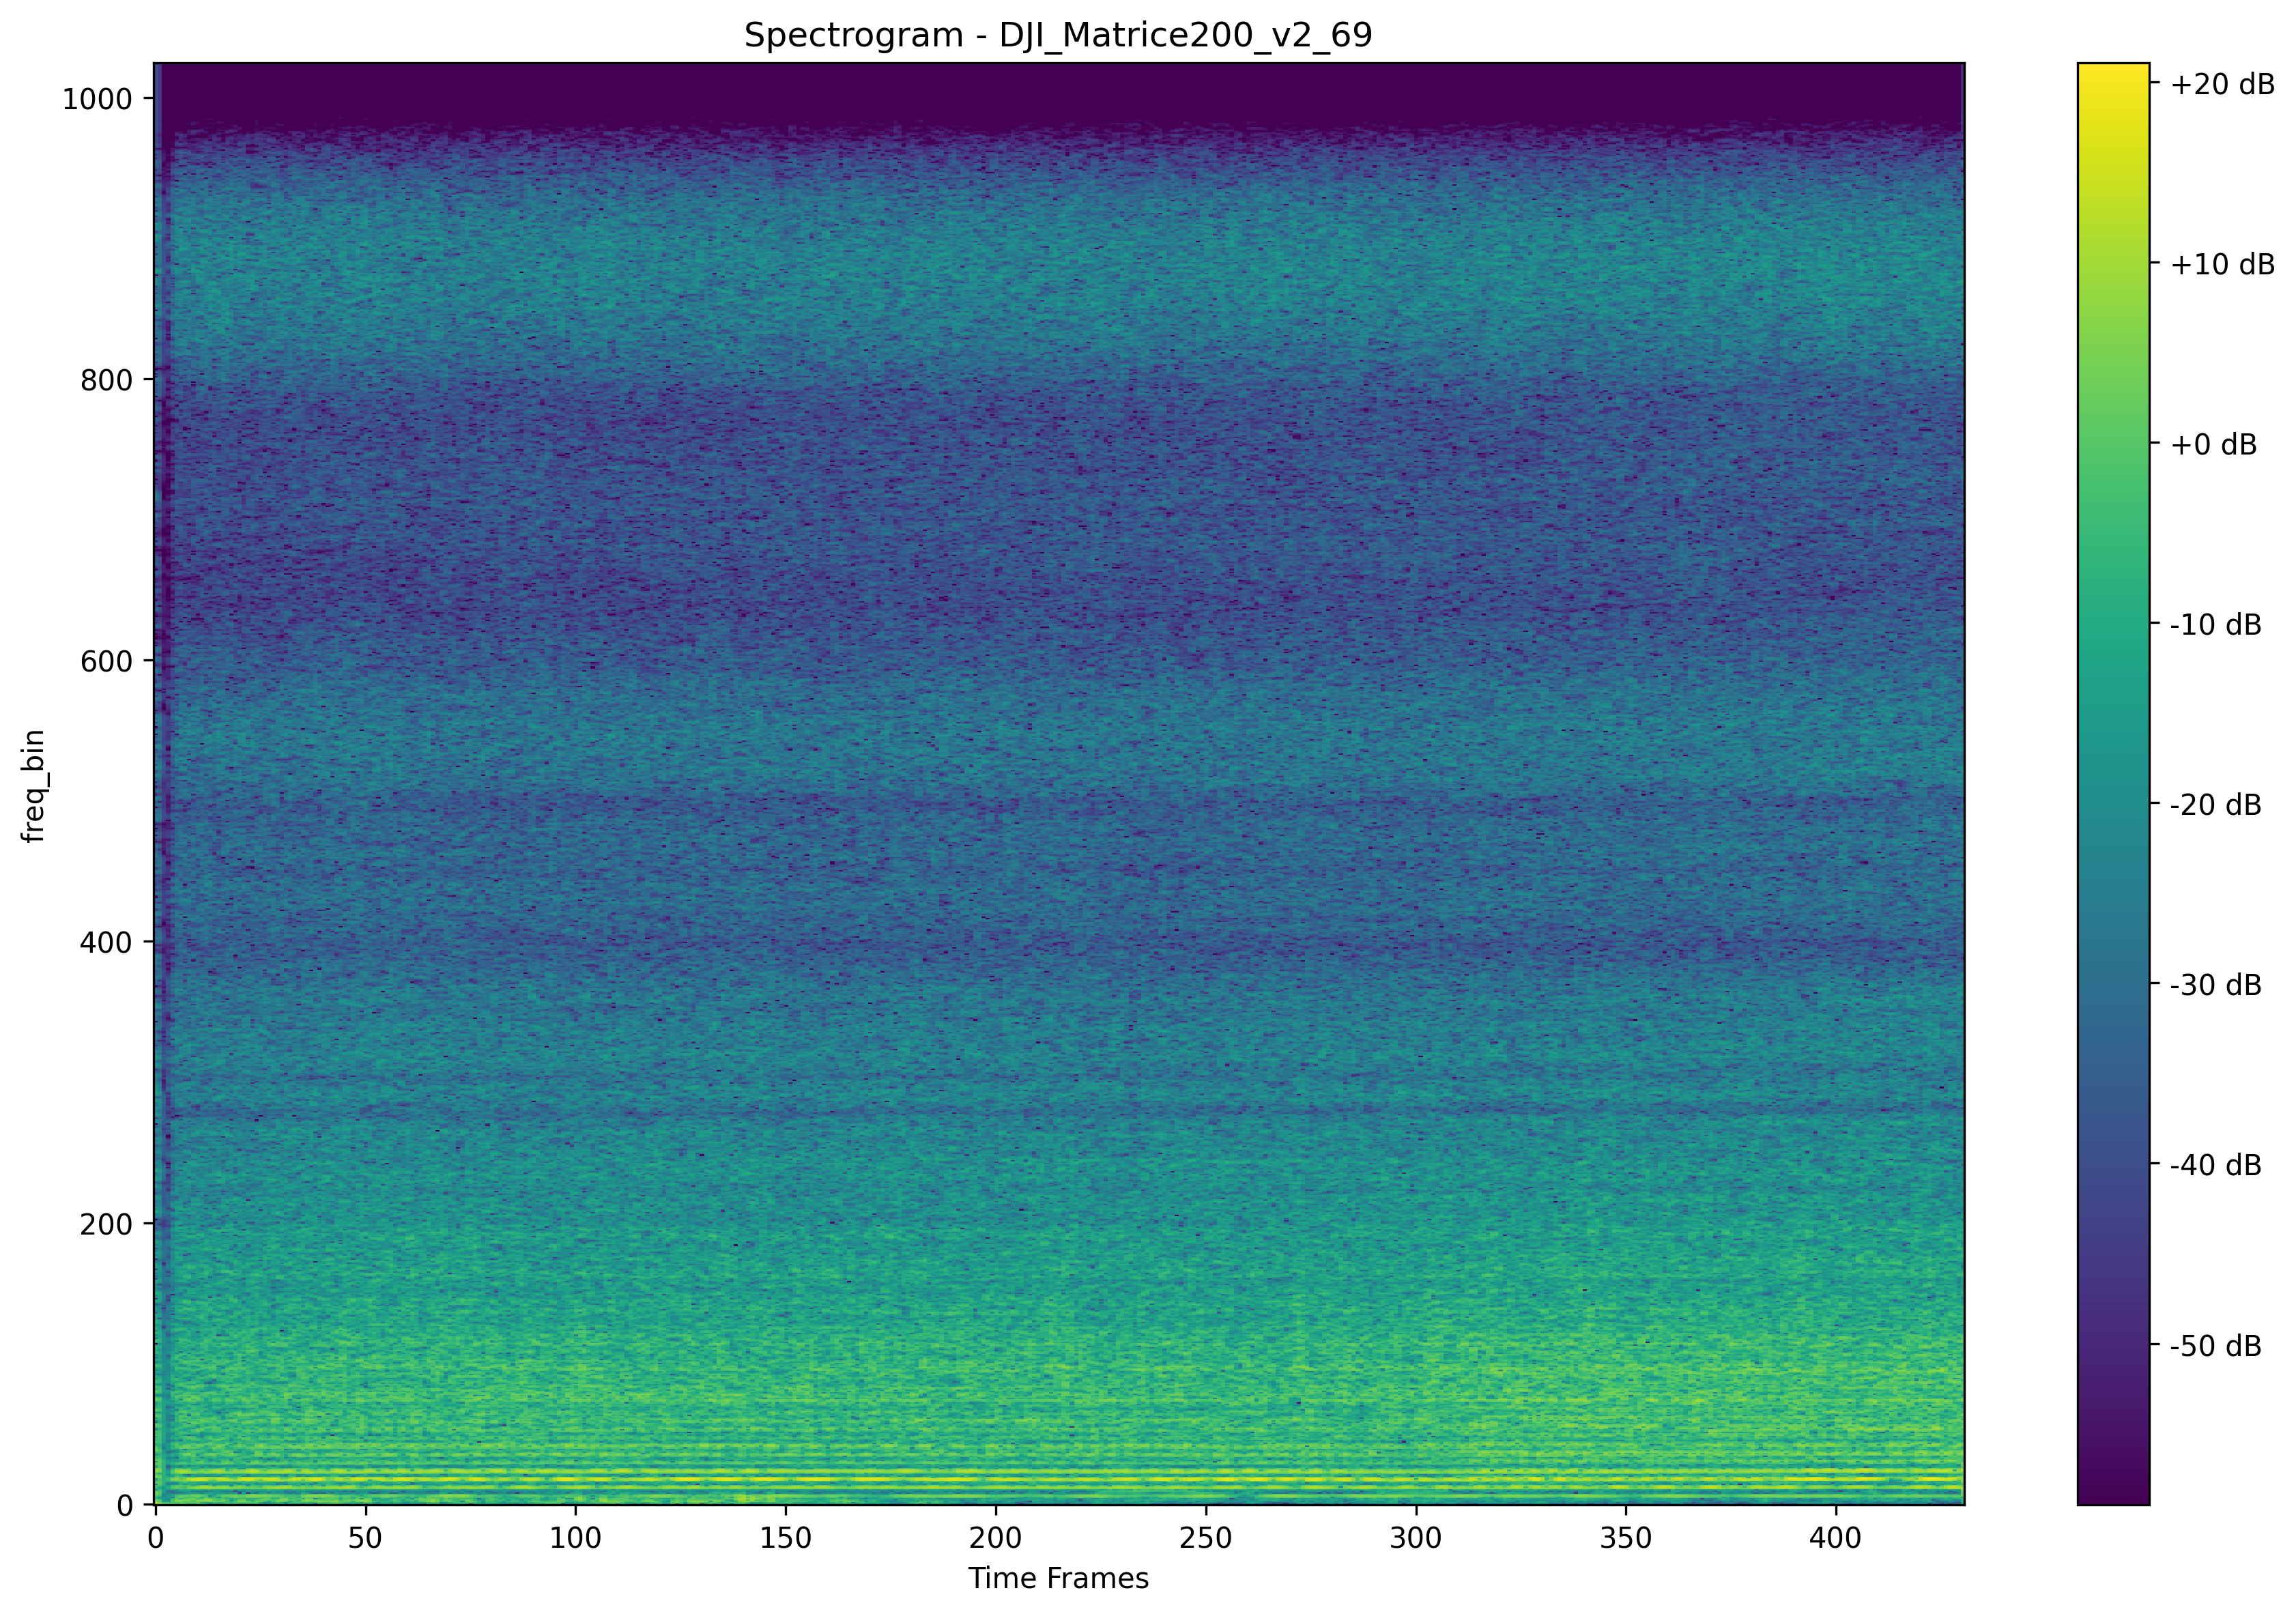 Spectrogram - DJI_Matrice200_v2_69
1000
800
600
400
200
0
freq_bin
0 50 100 150 200 250 300 350 400
Time Frames
+20 dB
+10 dB
+0 dB
-10 dB
-20 dB
-30 dB
-40 dB
-50 dB